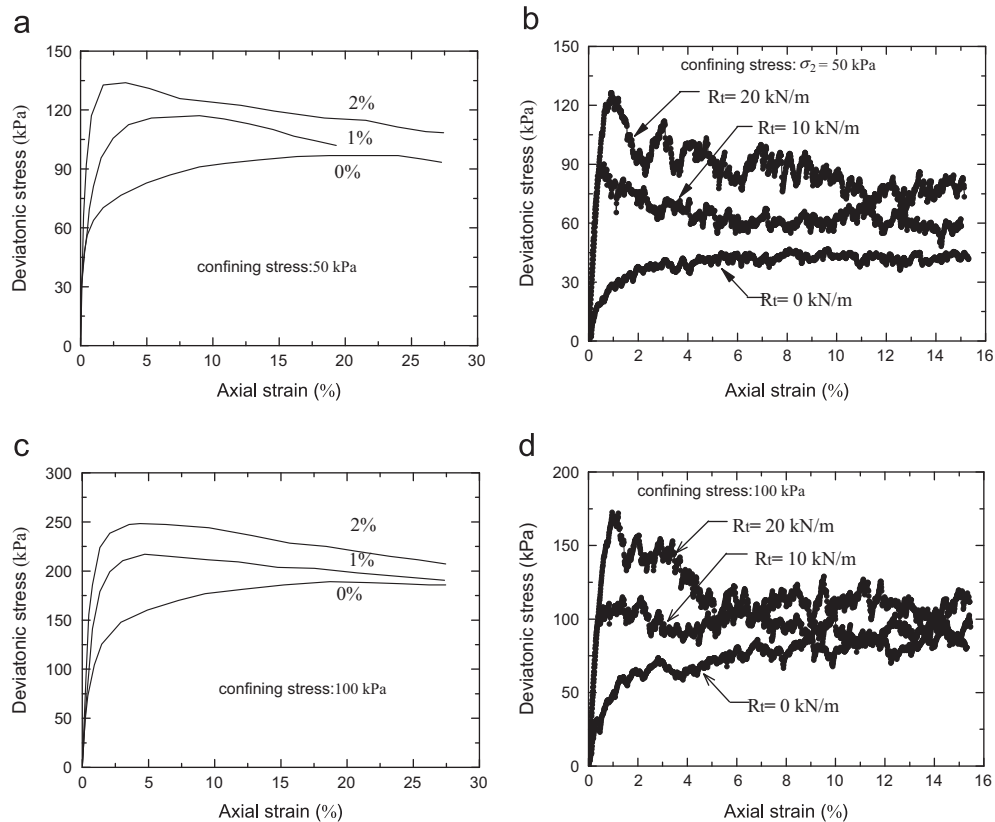 a
150
120
90
60
30
0
Deviatonic stress (kPa)
2%
1%
0%
confining stress:50 kPa
0 5 10 15 20 25 30
Axial strain (%)
b
150
120
90
60
30
0
Deviatonic stress (kPa)
confining stress: σ2 = 50 kPa
Rt= 20 kN/m
Rt= 10 kN/m
Rt= 0 kN/m
0 2 4 6 8 10 12 14 16
Axial strain (%)
c
300
250
200
150
100
50
0
Deviatonic stress (kPa)
2%
1%
0%
confining stress:100 kPa
0 5 10 15 20 25 30
Axial strain (%)
d
200
150
100
50
0
Deviatonic stress (kPa)
confining stress:100 kPa
Rt= 20 kN/m
Rt= 10 kN/m
Rt= 0 kN/m
0 2 4 6 8 10 12 14 16
Axial strain (%)